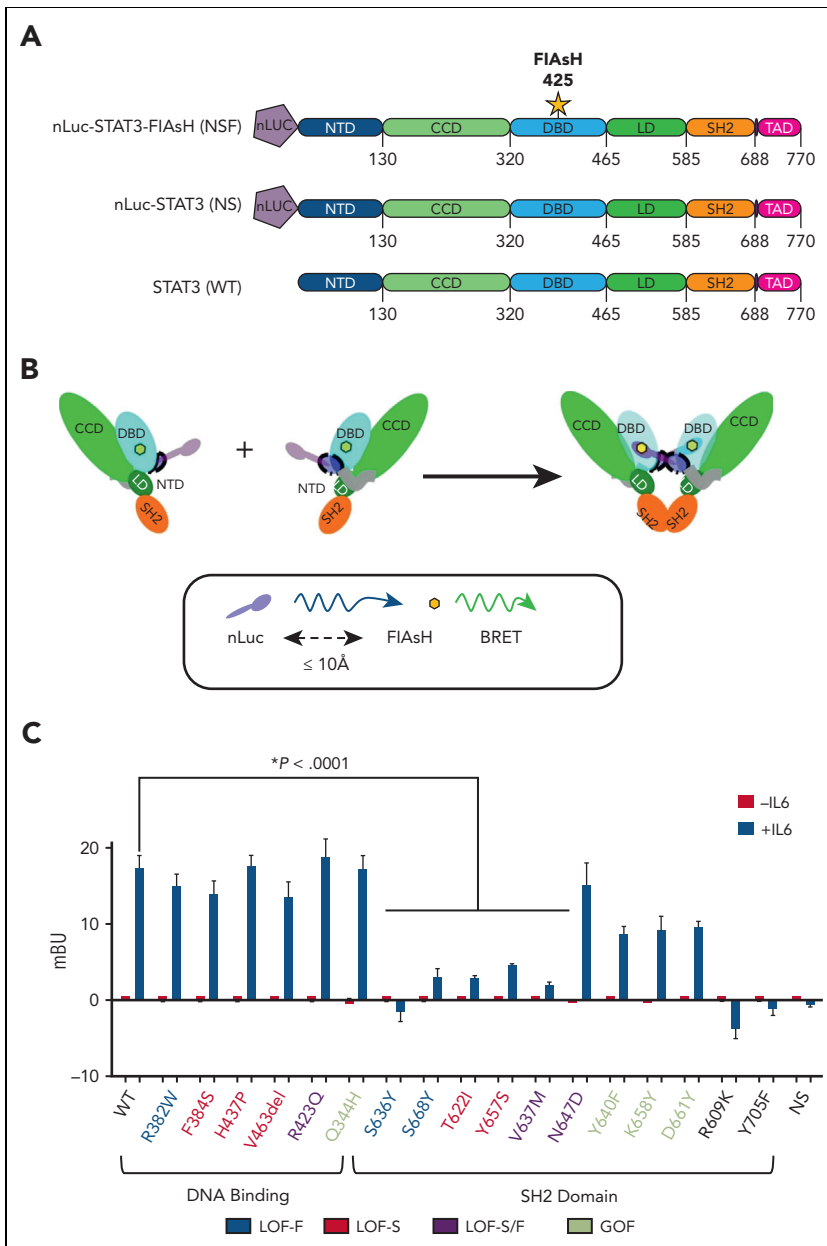 A
FlAsH
425
nLuc-STAT3-FlAsH (NSF)
nLUC NTD CCD DBD LD SH2 TAD
130 320 465 585 688 770
nLuc-STAT3 (NS)
nLUC NTD CCD DBD LD SH2 TAD
130 320 465 585 688 770
STAT3 (WT)
NTD CCD DBD LD SH2 TAD
130 320 465 585 688 770
B
CCD DBD LD NTD SH2
+
CCD DBD NTD LD SH2
CCD DBD DBD CCD
LD LD
SH2 SH2
nLuc FlAsH BRET
≤ 10Å
C
*P < .0001
–IL6
+IL6
mBU
20
10
0
–10
WT R382W F384S H437P V463del R423Q Q344H S636Y S668Y T622I Y657S V637M N647D Y640F K658Y D661Y R609K Y705F NS
DNA Binding SH2 Domain
LOF-F LOF-S LOF-S/F GOF